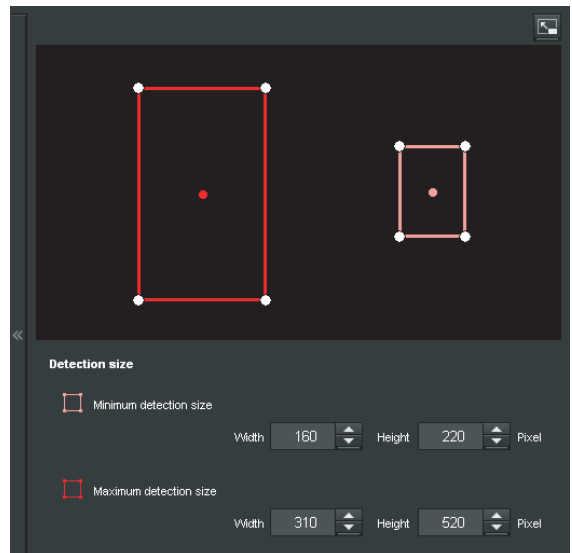 Detection size
Minimum detection size
Width 160 Height 220 Pixel
Maximum detection size
Width 310 Height 520 Pixel